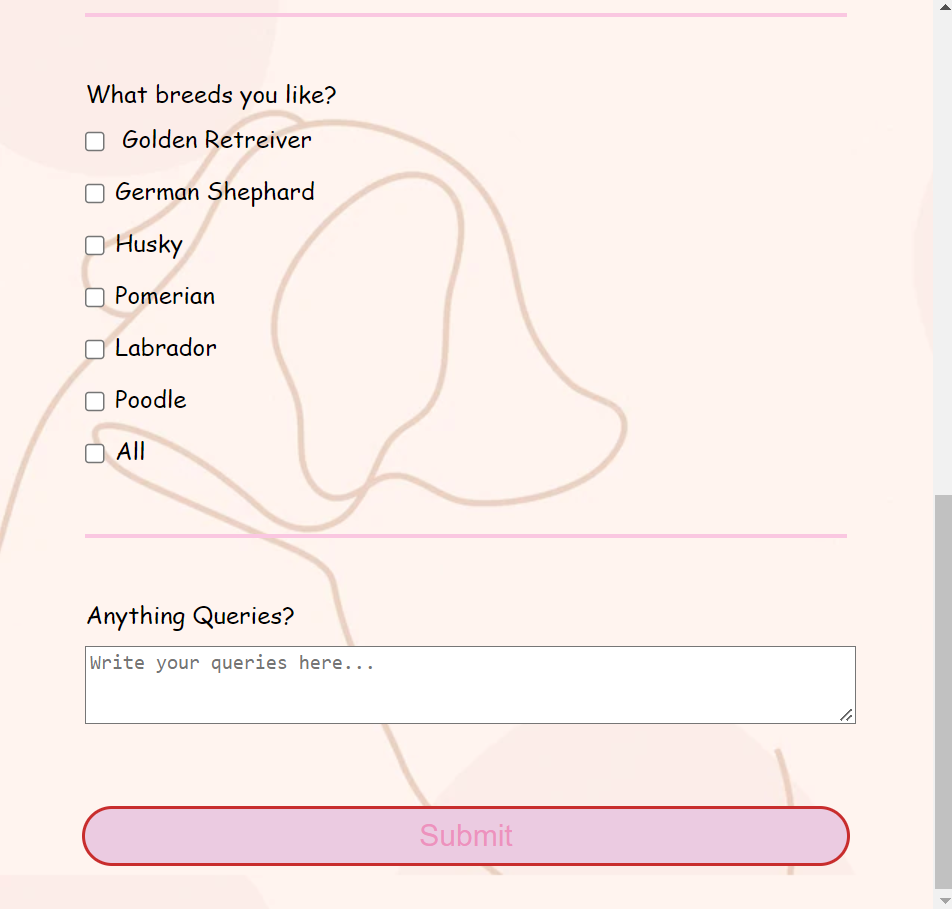 What breeds you like?
Golden Retreiver
German Shephard
Husky
Pomerian
Labrador
Poodle
All
Anything Queries?
Write your queries here...
Submit